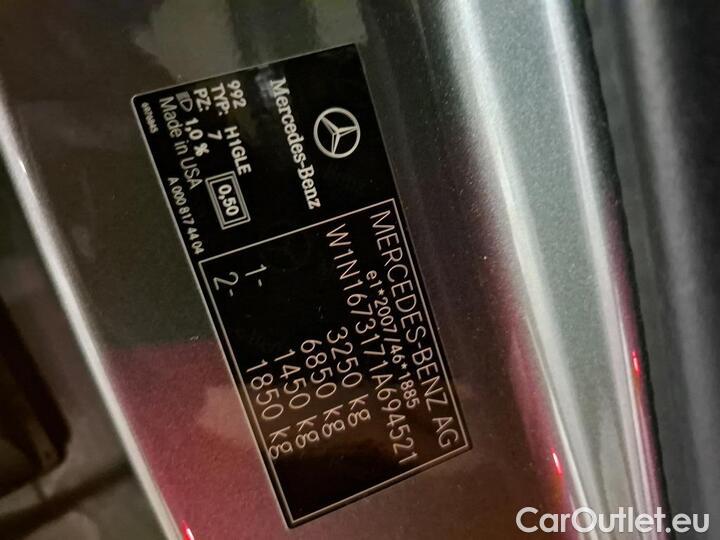 Mercedes-Benz
992
TYP: H1GLE
PZ: 7 0,50
ID 1,0 %
Made in USA
A 000 817 44 04
MERCEDES-BENZ AG
e1*2007/46*1885
W1N1673171A694521
3250 kg
6850 kg
1- 1450 kg
2- 1850 kg
CarOutlet.eu